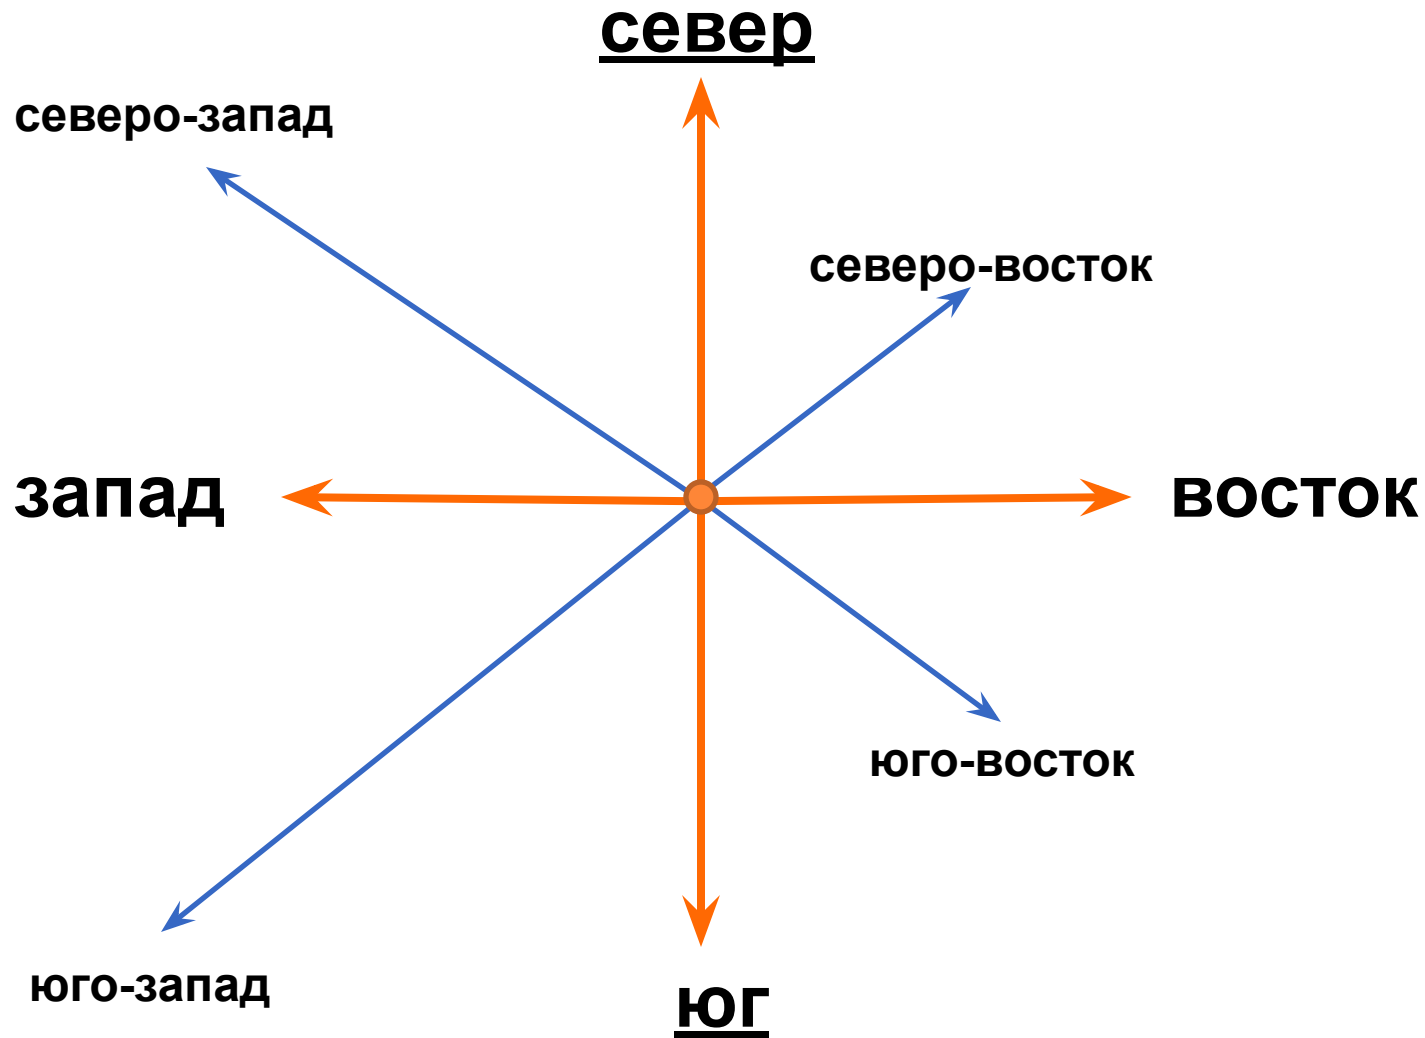 север
северо-запад
северо-восток
запад
восток
юго-восток
юго-запад
юг